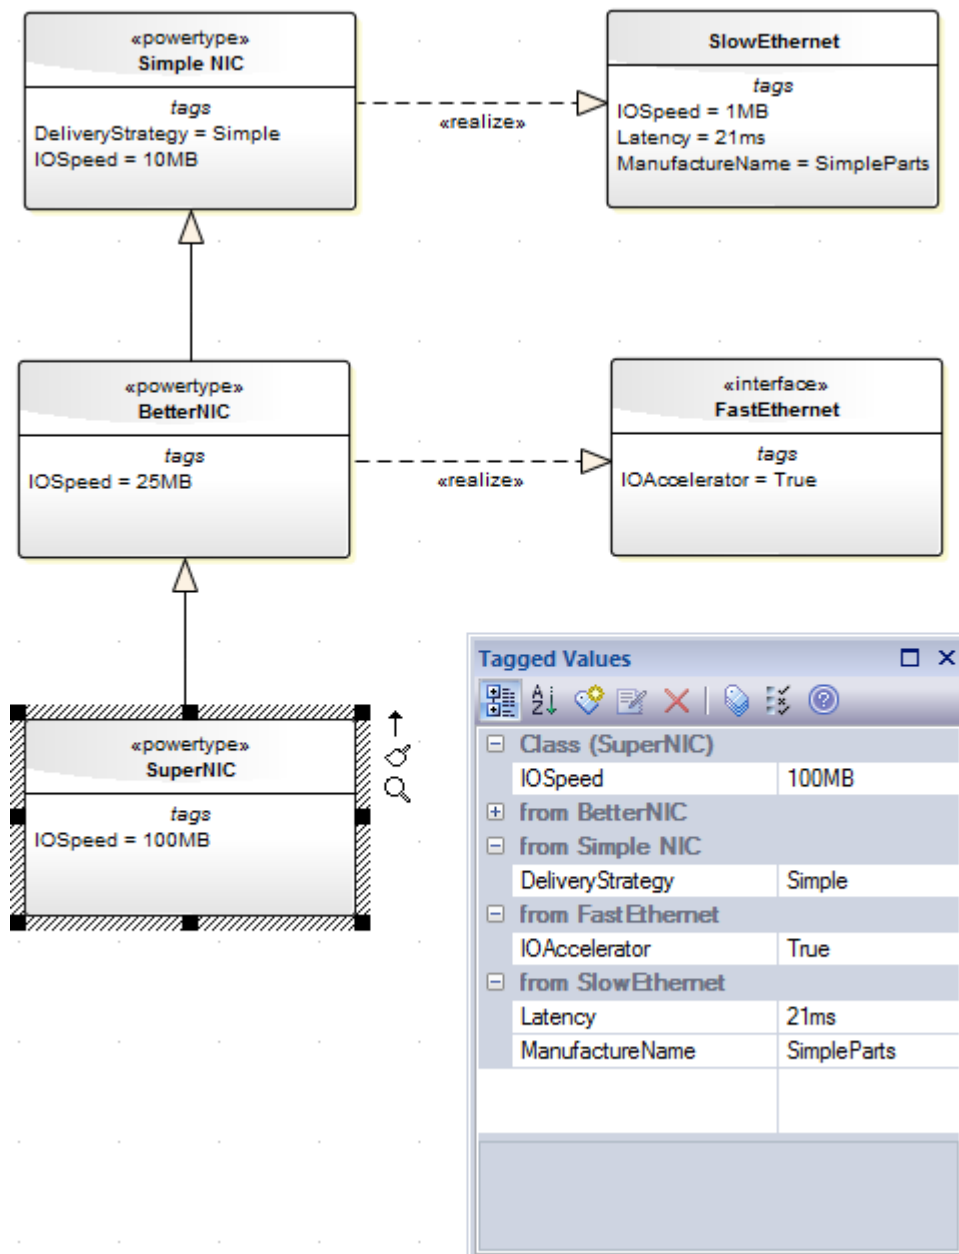 «powertype»
Simple NIC
tags
DeliveryStrategy = Simple
IOSpeed = 10MB
«realize»
SlowEthernet
tags
IOSpeed = 1MB
Latency = 21ms
ManufactureName = SimpleParts
«powertype»
BetterNIC
tags
IOSpeed = 25MB
«realize»
«interface»
FastEthernet
tags
IOAccelerator = True
«powertype»
SuperNIC
tags
IOSpeed = 100MB
Tagged Values
Class (SuperNIC)
IOSpeed 100MB
from BetterNIC
from Simple NIC
DeliveryStrategy Simple
from FastEthernet
IOAccelerator True
from SlowEthernet
Latency 21ms
ManufactureName SimpleParts